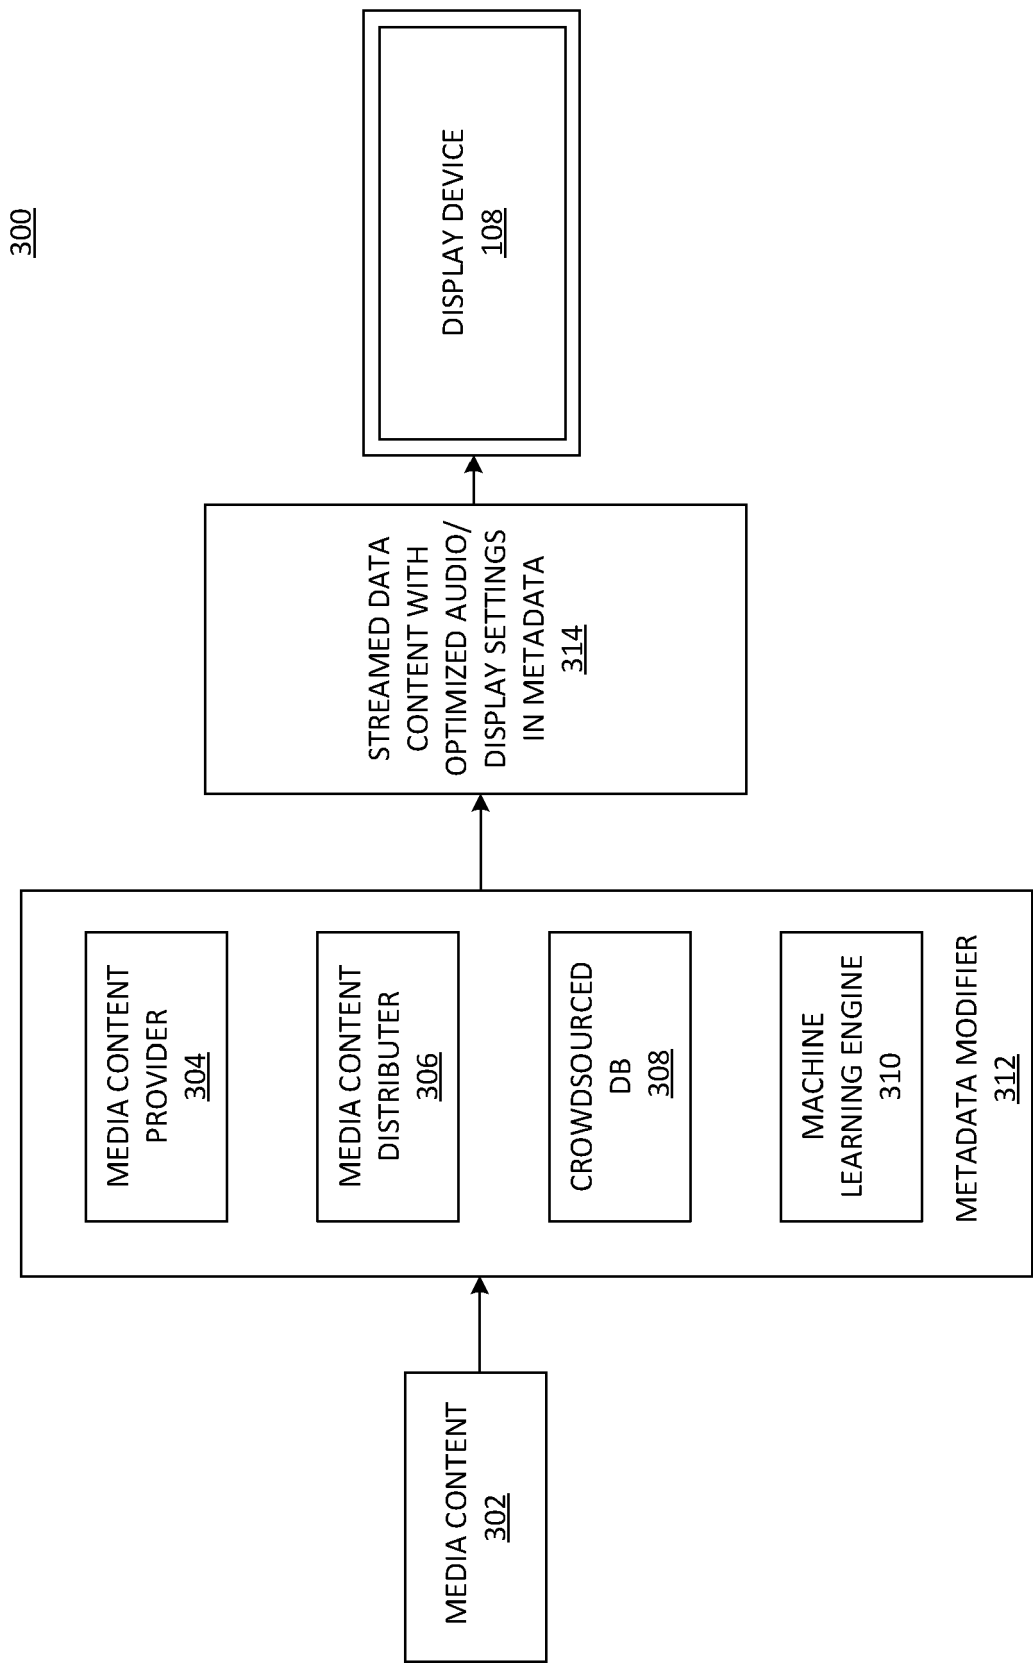 300
MEDIA CONTENT
302
MEDIA CONTENT
PROVIDER
304
MEDIA CONTENT
DISTRIBUTER
306
CROWDSOURCED
DB
308
MACHINE
LEARNING ENGINE
310
METADATA MODIFIER
312
STREAMED DATA
CONTENT WITH
OPTIMIZED AUDIO/
DISPLAY SETTINGS
IN METADATA
314
DISPLAY DEVICE
108